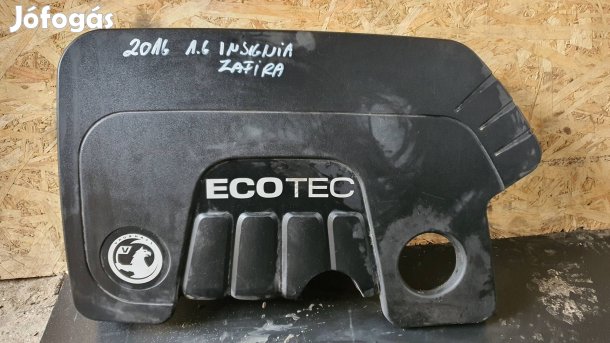 Jófogás
2016 1.6 INSIGNIA
ZAFIRA
ECOTEC
V